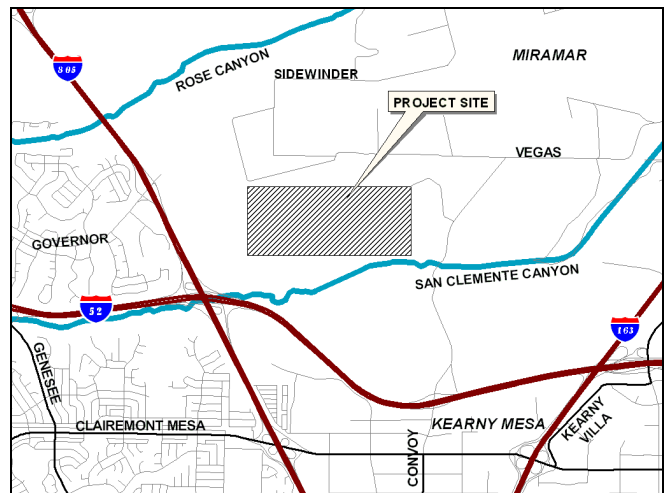 MIRAMAR
805
ROSE CANYON
SIDEWINDER
PROJECT SITE
VEGAS
GOVERNOR
SAN CLEMENTE CANYON
52
163
GENESEE
CLAIREMONT MESA
KEARNY MESA
KEARNY
VILLA
CONVOY